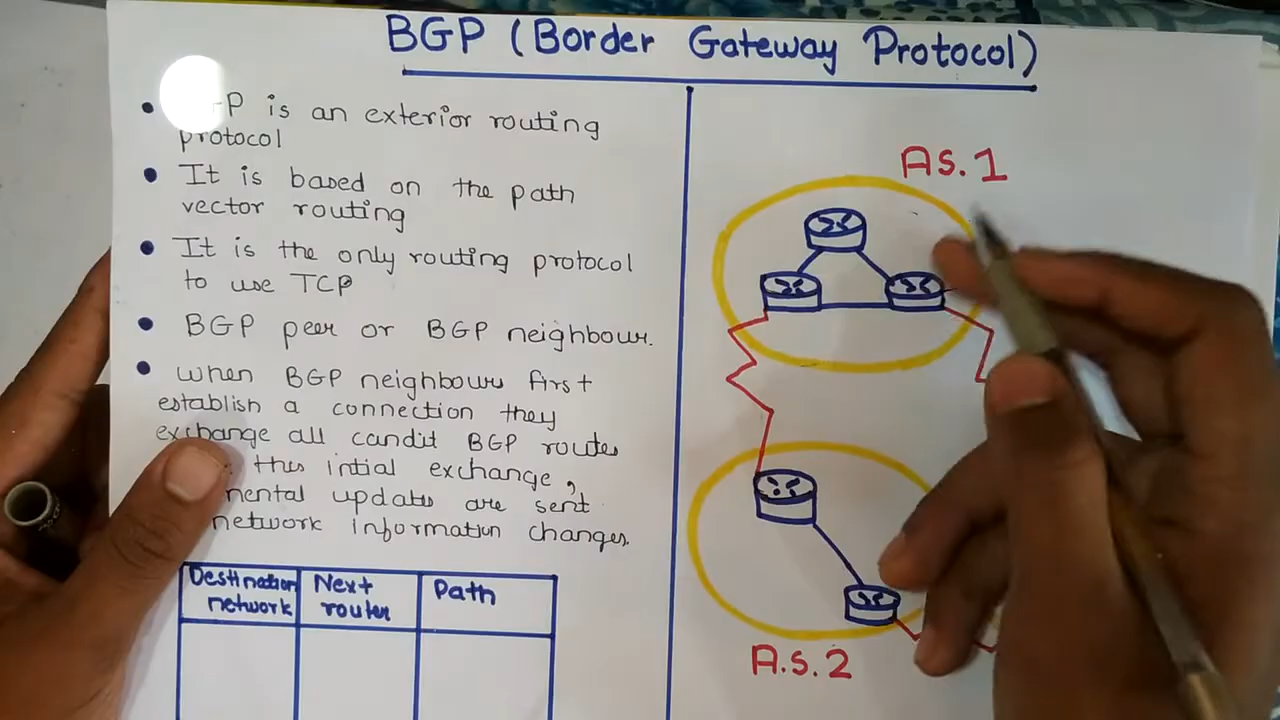 BGP (Border Gateway Protocol)
P is an exterior routing
protocol
It is based on the path
vector routing
It is the only routing protocol
to use TCP
BGP peer or BGP neighbour.
When BGP neighbours first
establish a connection they
exchange all candit BGP routes
this intial exchange,
mental updates are sent
network information changes.
Destination
network
Next
router
Path
AS.1
A.S.2